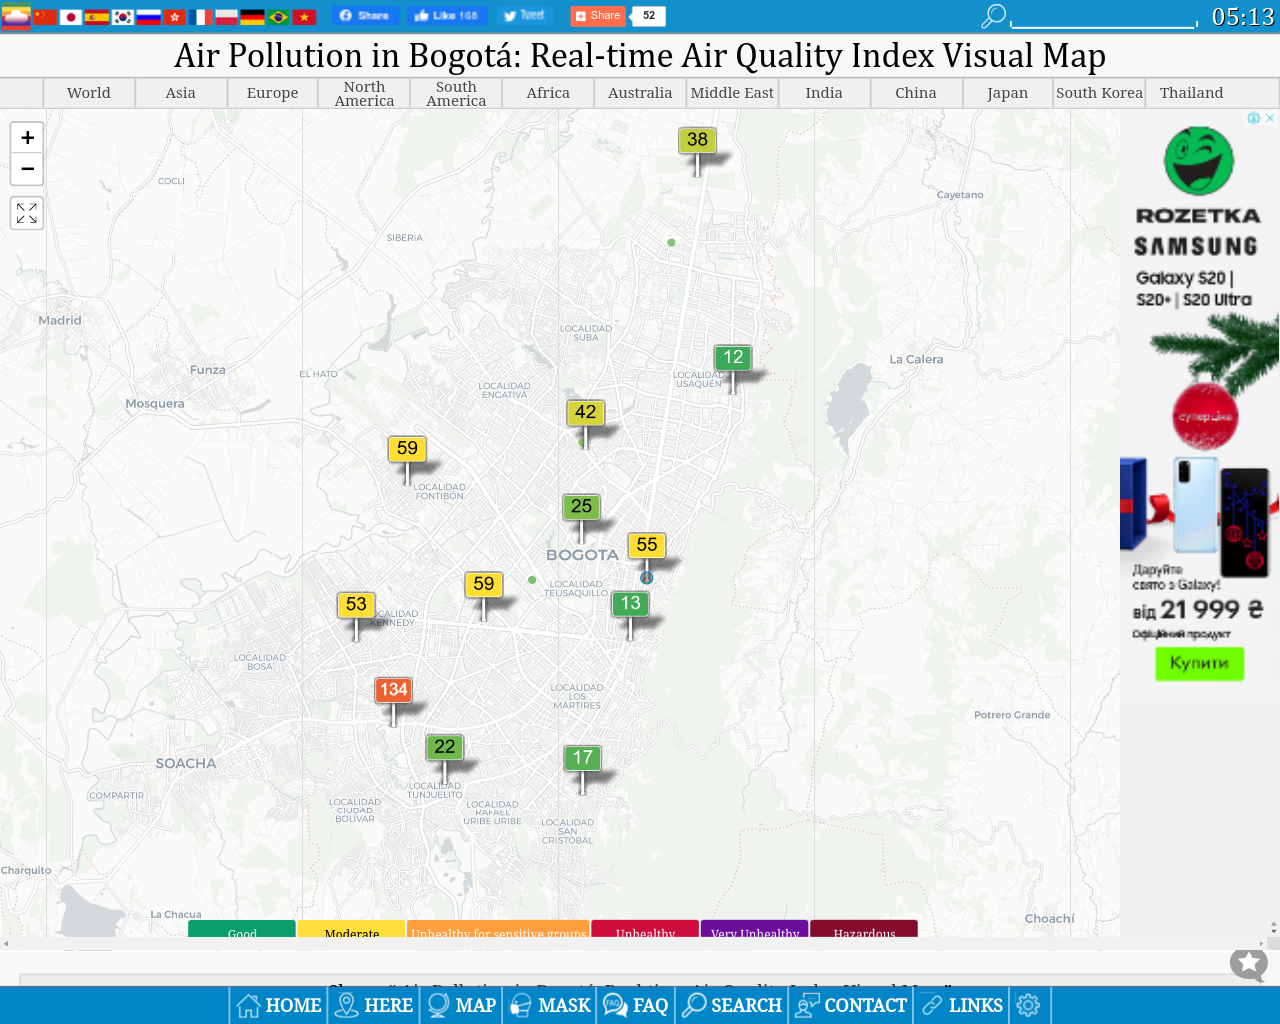 Share
Like 168
Tweet
Share
52
05:13
Air Pollution in Bogotá: Real-time Air Quality Index Visual Map
World
Asia
Europe
North
America
South
America
Africa
Australia
Middle East
India
China
Japan
South Korea
Thailand
+
−
38
COCLI
Cayetano
SIBERIA
ROZETKA
SAMSUNG
Galaxy S20 |
S20+ | S20 Ultra
Madrid
LOCALIDAD
SUBA
12
La Calera
Funza
EL HATO
LOCALIDAD
USAQUÉN
LOCALIDAD
ENGATIVÁ
Mosquera
42
суперціна
59
LOCALIDAD
FONTIBÓN
25
55
BOGOTÁ
Даруйте
свято з Galaxy!
від 21 999 ₴
Офіційний продукт
Купити
59
LOCALIDAD
TEUSAQUILLO
53
13
KENNEDY
LOCALIDAD
BOSA
134
LOCALIDAD
LOS
MÁRTIRES
Potrero Grande
22
17
SOACHA
LOCALIDAD
TUNJUELITO
COMPARTIR
LOCALIDAD
CIUDAD
BOLÍVAR
LOCALIDAD
RAFAEL
URIBE URIBE
LOCALIDAD
SAN
CRISTÓBAL
Charquito
La Chacua
Choachí
Good
Moderate
Unhealthy for sensitive groups
Unhealthy
Very Unhealthy
Hazardous
HOME
HERE
MAP
MASK
FAQ
FAQ
SEARCH
CONTACT
LINKS